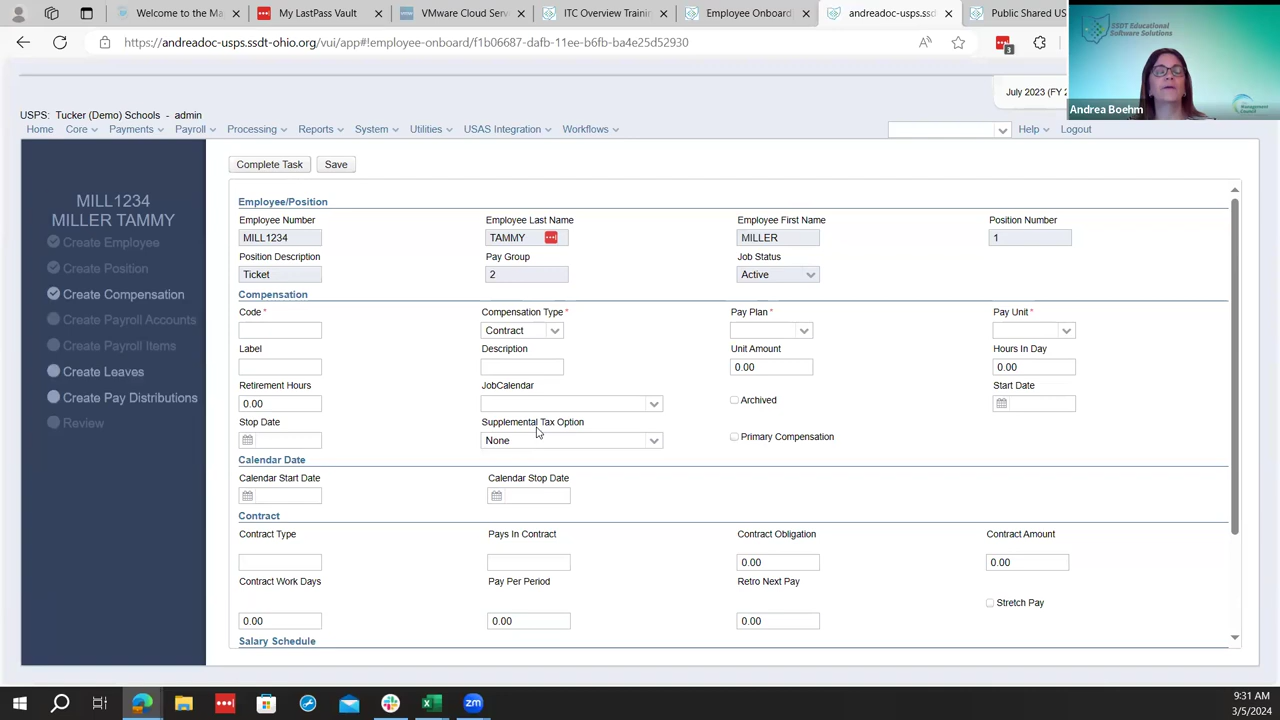 Welcome to the Ma
My LastPass Vault
VMwareCloud Serv
ITC Overview Trainin
Employee Onboard
andreadoc-usps.ss
Public Shared US
https://andreadoc-usps.ssdt-ohio.org/vui/app#!employee-onboard/f1b06687-dafb-11ee-b6fb-ba4e25d52930
3
SSDT Educational
Software Solutions
Andrea Boehm
July 2023 (FY 2
USPS: Tucker (Demo) Schools - admin
Home Core Payments Payroll Processing Reports System Utilities USAS Integration Workflows Help Logout
MILL1234
MILLER TAMMY
Create Employee
Create Position
Create Compensation
Create Payroll Accounts
Create Payroll Items
Create Leaves
Create Pay Distributions
Review
Complete Task Save
Employee/Position
Employee Number Employee Last Name Employee First Name Position Number
MILL1234 TAMMY MILLER 1
Position Description Pay Group Job Status
Ticket 2 Active
Compensation
Code * Compensation Type * Pay Plan * Pay Unit *
Contract
Label Description Unit Amount Hours In Day
0.00 0.00
Retirement Hours JobCalendar Archived Start Date
0.00
Stop Date Supplemental Tax Option Primary Compensation
None
Calendar Date
Calendar Start Date Calendar Stop Date
Contract
Contract Type Pays In Contract Contract Obligation Contract Amount
0.00 0.00
Contract Work Days Pay Per Period Retro Next Pay Stretch Pay
0.00 0.00 0.00
Salary Schedule
9:31 AM
3/5/2024